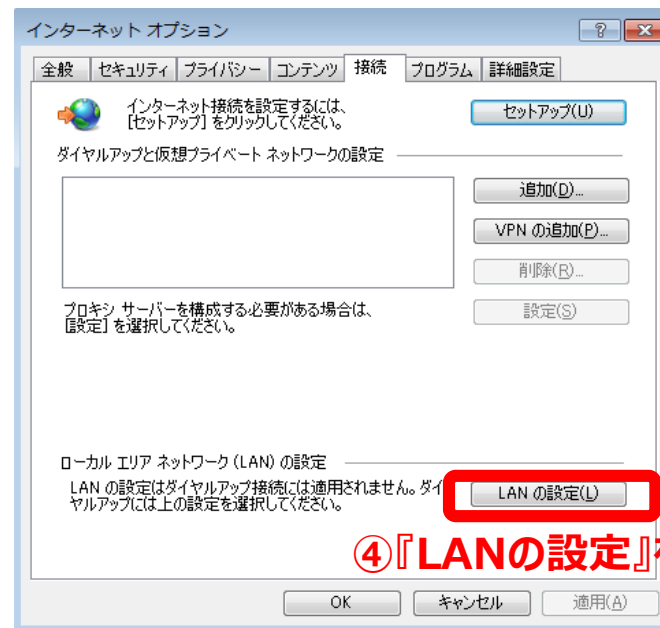 インターネット オプション
全般 セキュリティ プライバシー コンテンツ 接続 プログラム 詳細設定
インターネット接続を設定するには、
[セットアップ] をクリックしてください。
セットアップ(U)
ダイヤルアップと仮想プライベート ネットワークの設定
追加(D)...
VPN の追加(P)...
削除(R)...
プロキシ サーバーを構成する必要がある場合は、
[設定] を選択してください。
設定(S)
ローカル エリア ネットワーク (LAN) の設定
LAN の設定はダイヤルアップ接続には適用されません。ダイ
ヤルアップには上の設定を選択してください。
LAN の設定(L)
④『LANの設定』
OK キャンセル 適用(A)